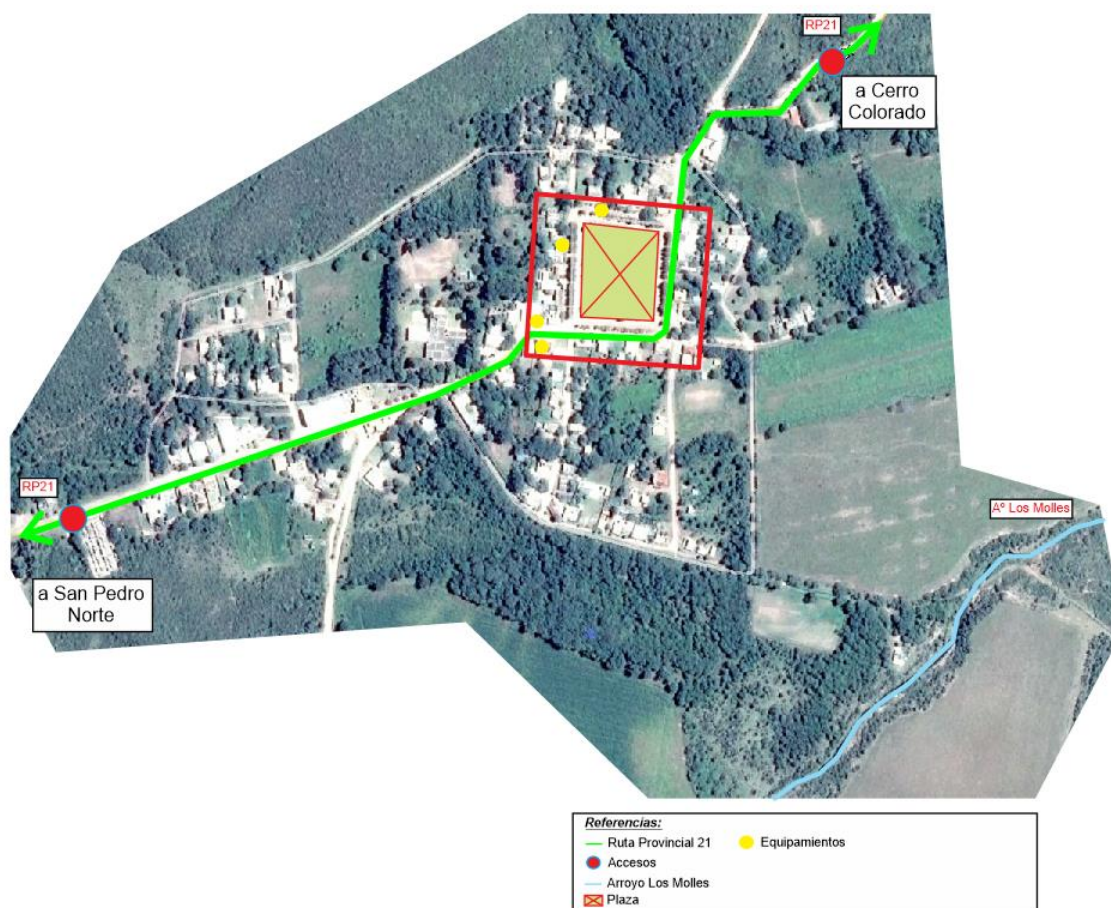 RP21
a Cerro
Colorado
RP21
Aº Los Molles
a San Pedro
Norte
Referencias:
Ruta Provincial 21
Equipamientos
Accesos
Arroyo Los Molles
Plaza